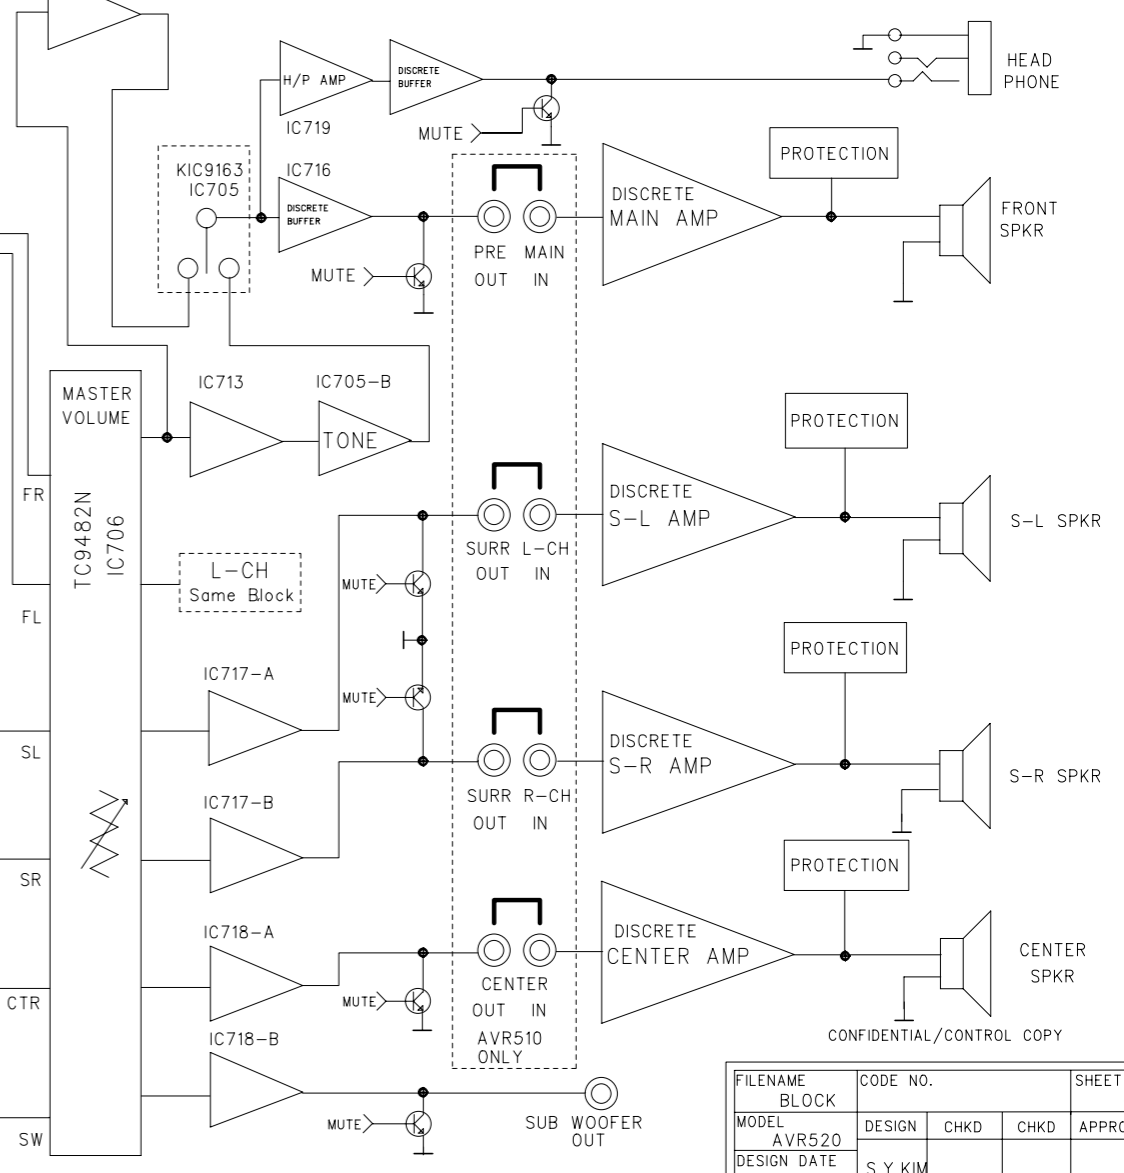 HEAD
PHONE
H/P AMP
DISCRETE
BUFFER
IC719
MUTE
KIC9163
IC705
IC716
DISCRETE
BUFFER
MUTE
PRE MAIN
OUT IN
DISCRETE
MAIN AMP
PROTECTION
FRONT
SPKR
MASTER
VOLUME
TC9482N
IC706
IC713
IC705-B
TONE
FR
FL
SL
SR
CTR
SW
L-CH
Same Block
MUTE
SURR L-CH
OUT IN
DISCRETE
S-L AMP
PROTECTION
S-L SPKR
IC717-A
MUTE
IC717-B
SURR R-CH
OUT IN
DISCRETE
S-R AMP
PROTECTION
S-R SPKR
IC718-A
MUTE
CENTER
OUT IN
AVR510
ONLY
DISCRETE
CENTER AMP
PROTECTION
CENTER
SPKR
IC718-B
MUTE
SUB WOOFER
OUT
CONFIDENTIAL/CONTROL COPY
FILENAME
BLOCK
CODE NO.
SHEET
MODEL
AVR520
DESIGN
CHKD
CHKD
APPRO
DESIGN DATE
S.Y.KIM